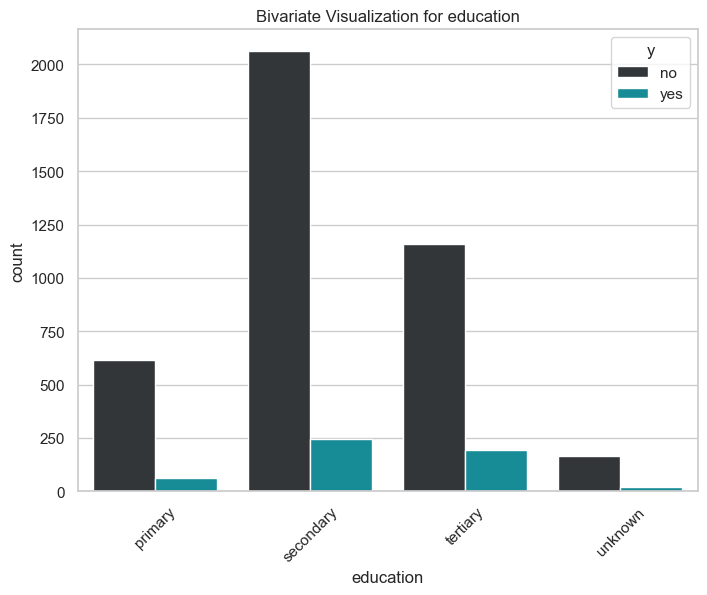 Bivariate Visualization for education
y
no
yes
2000
1750
1500
1250
1000
750
500
250
0
count
primary
secondary
tertiary
unknown
education